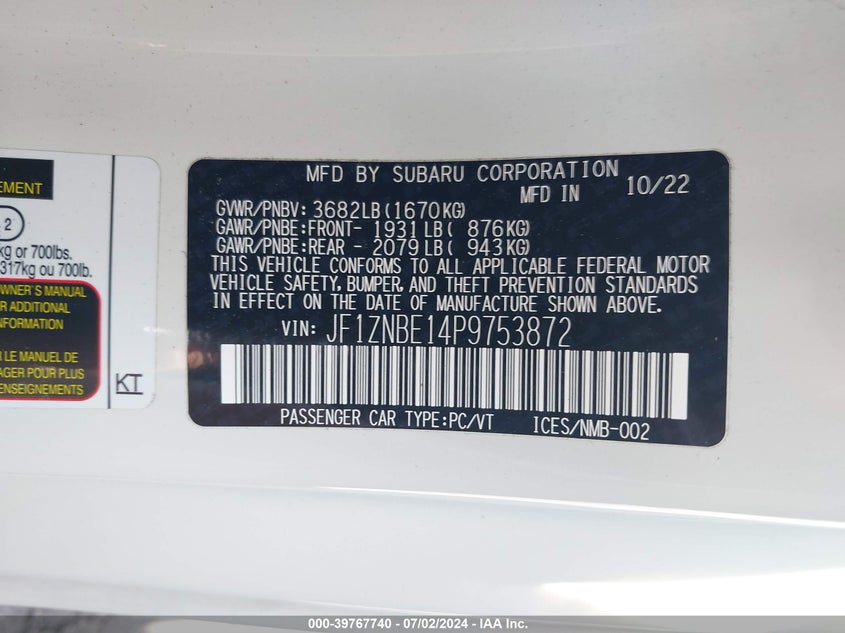 EMENT
2
kg or 700lbs.
317kg ou 700lb.
OWNER'S MANUAL
R ADDITIONAL
INFORMATION
LE MANUEL DE
AGER POUR PLUS
ENSEIGNEMENTS
KT
MFD BY SUBARU CORPORATION
MFD IN 10/22
GVWR/PNBV: 3682LB(1670KG)
GAWR/PNBE:FRONT- 1931LB( 876KG)
GAWR/PNBE:REAR - 2079LB( 943KG)
THIS VEHICLE CONFORMS TO ALL APPLICABLE FEDERAL MOTOR
VEHICLE SAFETY, BUMPER, AND THEFT PREVENTION STANDARDS
IN EFFECT ON THE DATE OF MANUFACTURE SHOWN ABOVE.
VIN: JF1ZNBE14P9753872
PASSENGER CAR TYPE:PC/VT ICES/NMB-002
000-39767740 - 07/02/2024 - IAAI.com